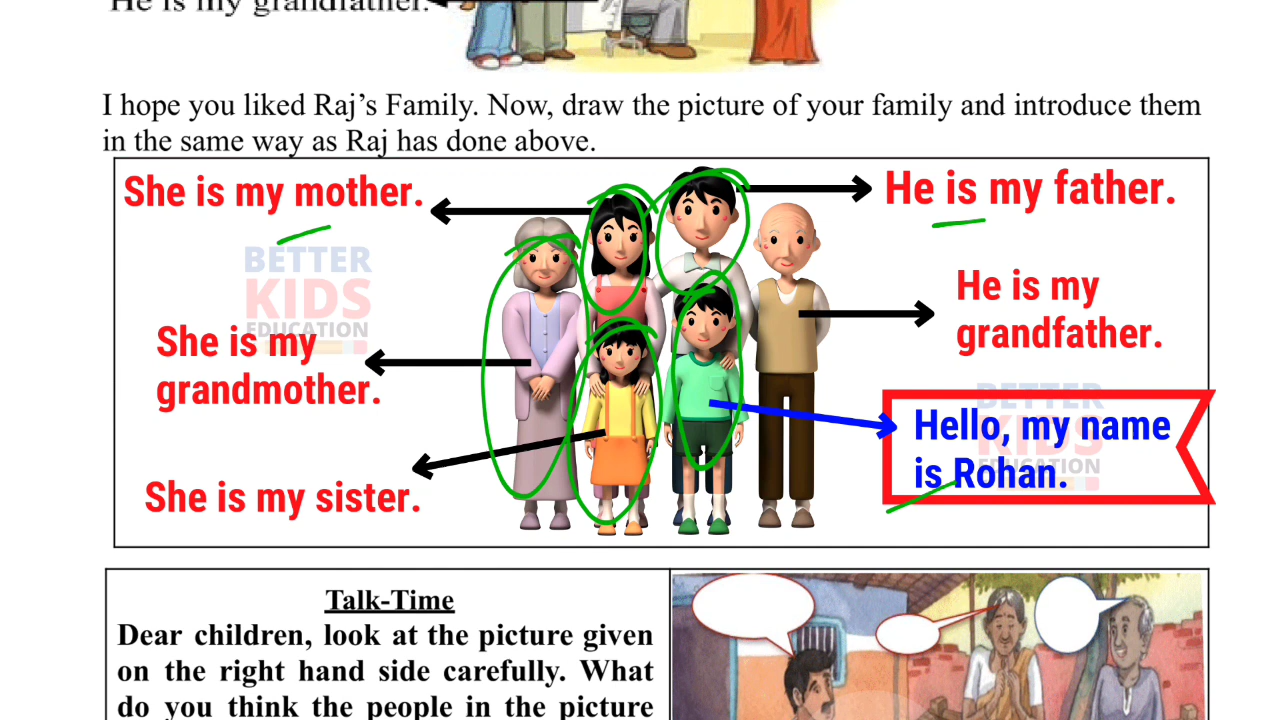 He is my grandfather.
I hope you liked Raj's Family. Now, draw the picture of your family and introduce them
in the same way as Raj has done above.
She is my mother.
He is my father.
BETTER
KIDS
EDUCATION
He is my
grandfather.
She is my
grandmother.
BETTER
KIDS
EDUCATION
Hello, my name
is Rohan.
She is my sister.
Talk-Time
Dear children, look at the picture given
on the right hand side carefully. What
do you think the people in the picture